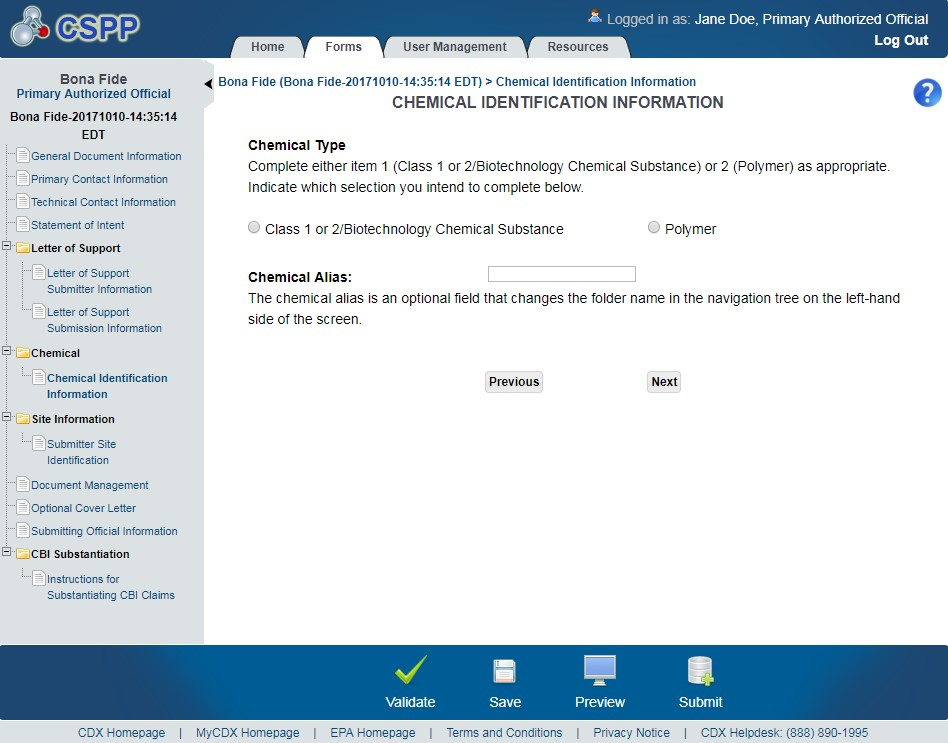 CSPP
Logged in as: Jane Doe, Primary Authorized Official
Log Out
Home
Forms
User Management
Resources
Bona Fide
Primary Authorized Official
Bona Fide-20171010-14:35:14
EDT
General Document Information
Primary Contact Information
Technical Contact Information
Statement of Intent
Letter of Support
Letter of Support
Submitter Information
Letter of Support
Submission Information
Chemical
Chemical Identification
Information
Site Information
Submitter Site
Identification
Document Management
Optional Cover Letter
Submitting Official Information
CBI Substantiation
Instructions for
Substantiating CBI Claims
Bona Fide (Bona Fide-20171010-14:35:14 EDT) > Chemical Identification Information
CHEMICAL IDENTIFICATION INFORMATION
?
Chemical Type
Complete either item 1 (Class 1 or 2/Biotechnology Chemical Substance) or 2 (Polymer) as appropriate.
Indicate which selection you intend to complete below.
Class 1 or 2/Biotechnology Chemical Substance
Polymer
Chemical Alias:
The chemical alias is an optional field that changes the folder name in the navigation tree on the left-hand
side of the screen.
Previous
Next
Validate
Save
Preview
Submit
CDX Homepage | MyCDX Homepage | EPA Homepage | Terms and Conditions | Privacy Notice | CDX Helpdesk: (888) 890-1995